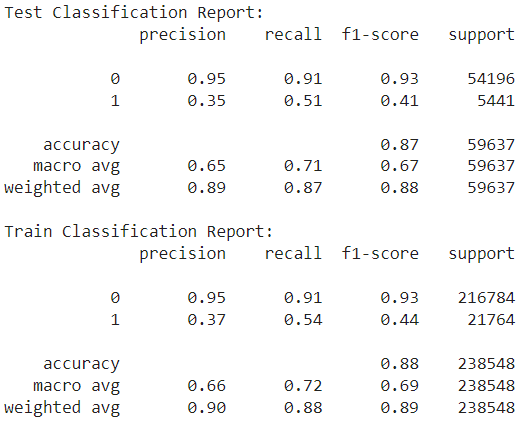 Test Classification Report:
precision recall f1-score support
0 0.95 0.91 0.93 54196
1 0.35 0.51 0.41 5441
accuracy 0.87 59637
macro avg 0.65 0.71 0.67 59637
weighted avg 0.89 0.87 0.88 59637
Train Classification Report:
precision recall f1-score support
0 0.95 0.91 0.93 216784
1 0.37 0.54 0.44 21764
accuracy 0.88 238548
macro avg 0.66 0.72 0.69 238548
weighted avg 0.90 0.88 0.89 238548